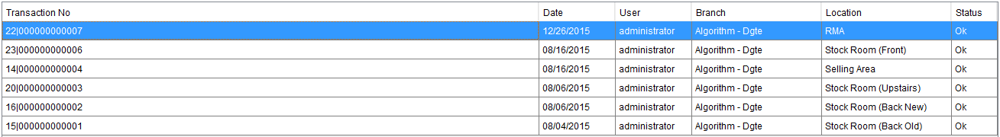 Transaction No Date User Branch Location Status
22|000000000007 12/26/2015 administrator Algorithm - Dgte RMA Ok
23|000000000006 08/16/2015 administrator Algorithm - Dgte Stock Room (Front) Ok
14|000000000004 08/16/2015 administrator Algorithm - Dgte Selling Area Ok
20|000000000003 08/06/2015 administrator Algorithm - Dgte Stock Room (Upstairs) Ok
16|000000000002 08/06/2015 administrator Algorithm - Dgte Stock Room (Back New) Ok
15|000000000001 08/04/2015 administrator Algorithm - Dgte Stock Room (Back Old) Ok